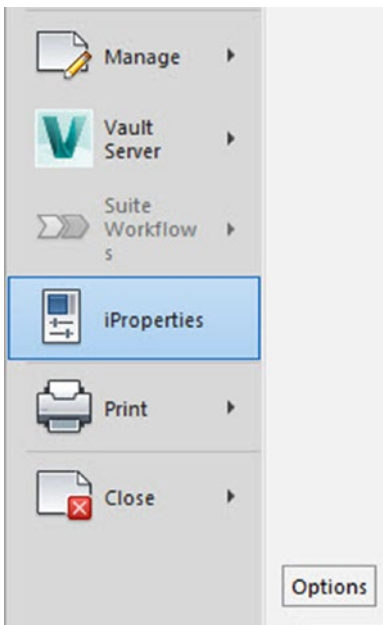 Manage
Vault
Server
Suite
Workflow
s
iProperties
Print
Close
Options